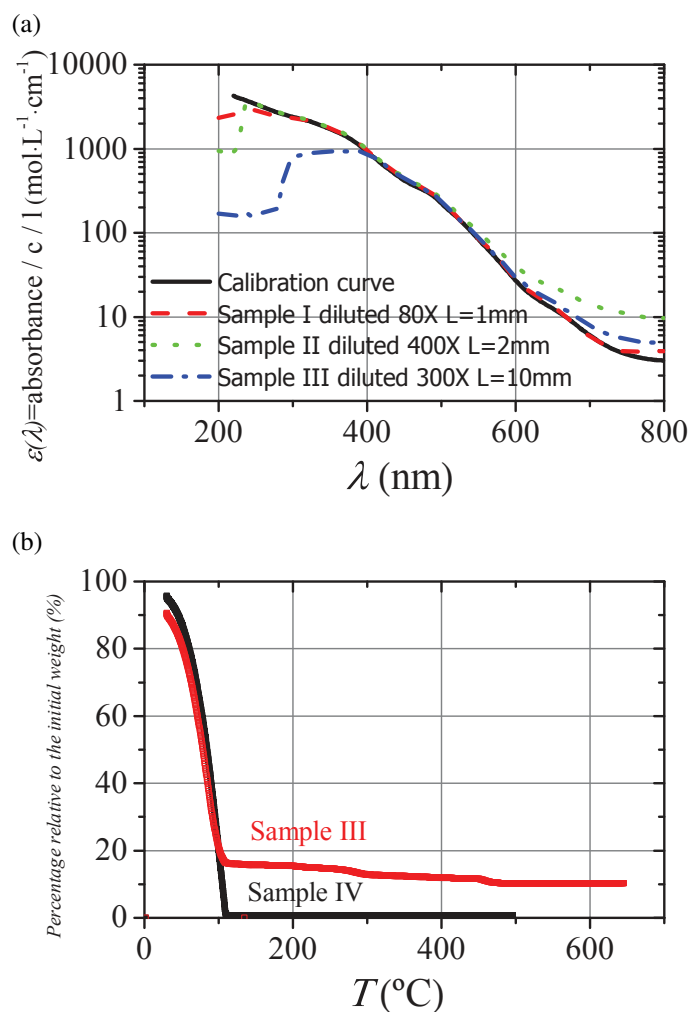 (a)
10000
1000
100
10
1
ε(λ)=absorbance / c / l (mol·L⁻¹·cm⁻¹)
Calibration curve
Sample I diluted 80X L=1mm
Sample II diluted 400X L=2mm
Sample III diluted 300X L=10mm
200 400 600 800
λ (nm)
(b)
100
80
60
40
20
0
Percentage relative to the initial weight (%)
Sample III
Sample IV
0 200 400 600
T (ºC)